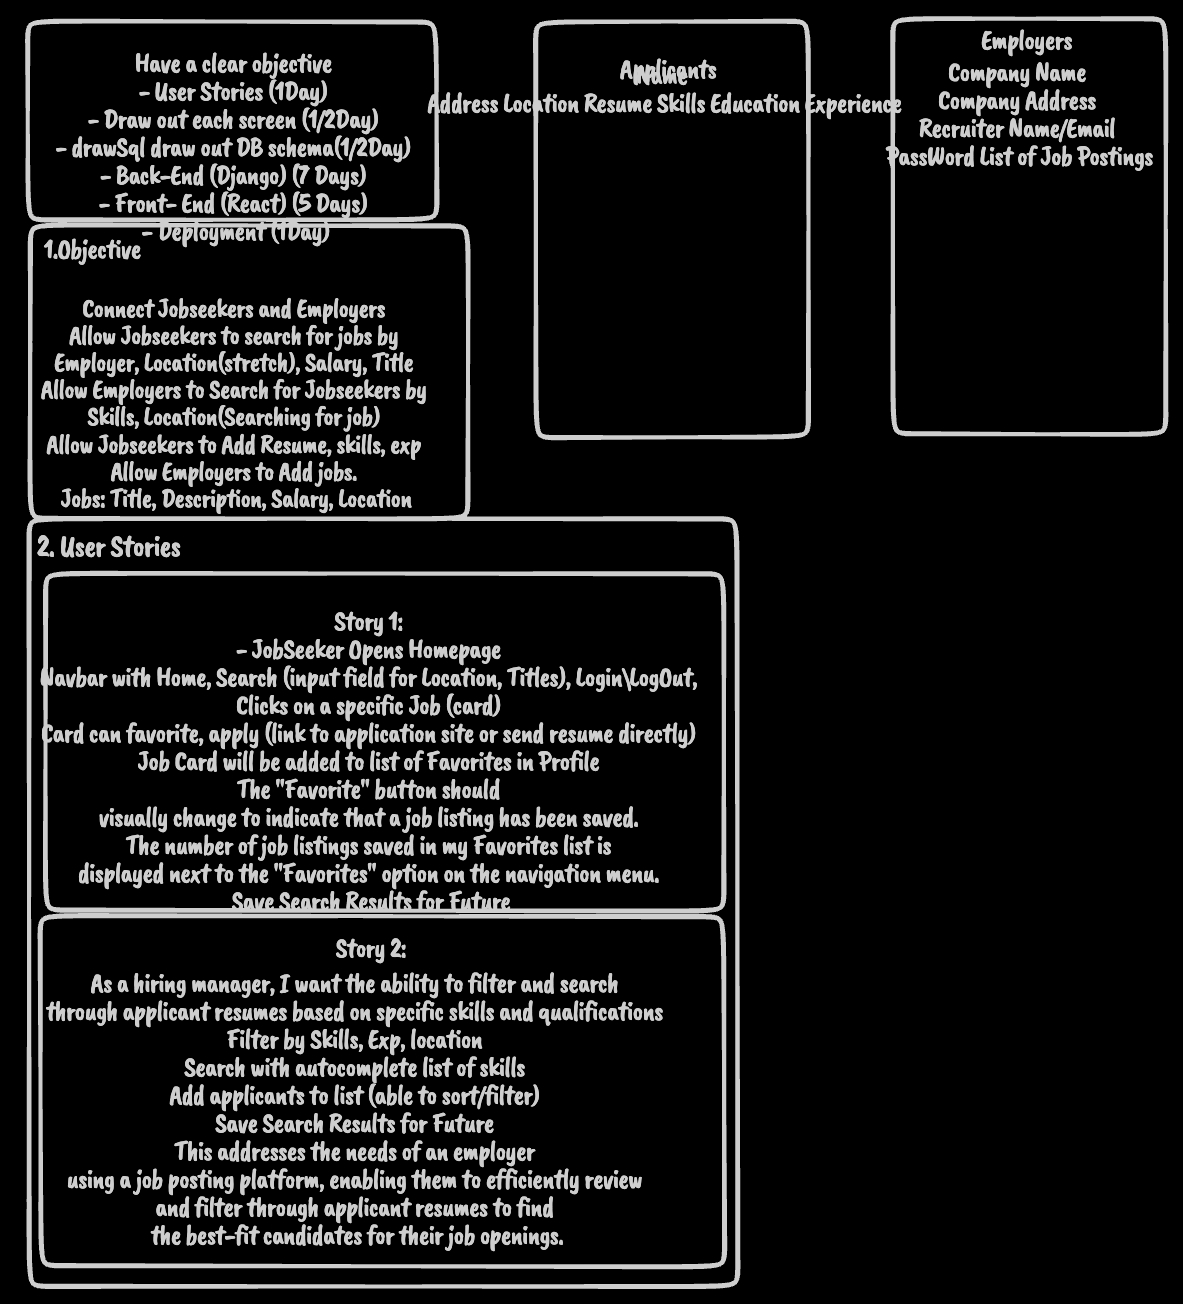 Have a clear objective
- User Stories (1Day)
- Draw out each screen (1/2Day)
- drawSql draw out DB schema(1/2Day)
- Back-End (Django) (7 Days)
- Front- End (React) (5 Days)
- Deployment (1Day)
1.Objective
Connect Jobseekers and Employers
Allow Jobseekers to search for jobs by
Employer, Location(stretch), Salary, Title
Allow Employers to Search for Jobseekers by
Skills, Location(Searching for job)
Allow Jobseekers to Add Resume, skills, exp
Allow Employers to Add jobs.
Jobs: Title, Description, Salary, Location
Applicants
Name
Address Location Resume Skills Education Experience
Employers
Company Name
Company Address
Recruiter Name/Email
PassWord List of Job Postings
2. User Stories
Story 1:
- JobSeeker Opens Homepage
Navbar with Home, Search (input field for Location, Titles), Login\LogOut,
Clicks on a specific Job (card)
Card can favorite, apply (link to application site or send resume directly)
Job Card will be added to list of Favorites in Profile
The "Favorite" button should
visually change to indicate that a job listing has been saved.
The number of job listings saved in my Favorites list is
displayed next to the "Favorites" option on the navigation menu.
Save Search Results for Future
Story 2:
As a hiring manager, I want the ability to filter and search
through applicant resumes based on specific skills and qualifications
Filter by Skills, Exp, location
Search with autocomplete list of skills
Add applicants to list (able to sort/filter)
Save Search Results for Future
This addresses the needs of an employer
using a job posting platform, enabling them to efficiently review
and filter through applicant resumes to find
the best-fit candidates for their job openings.